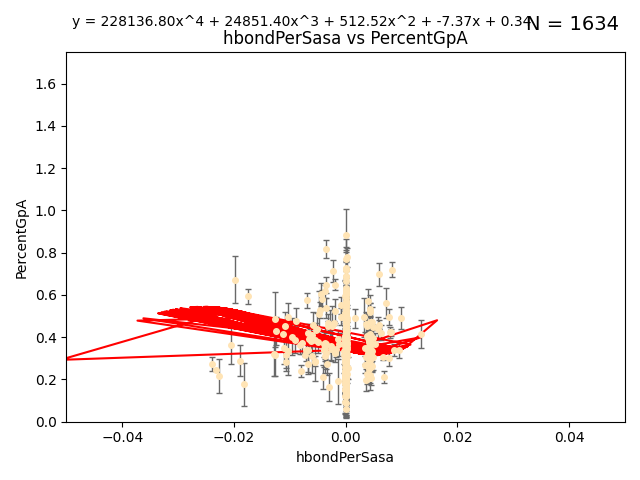 y = 228136.80x^4 + 24851.40x^3 + 512.52x^2 + -7.37x + 0.34
N = 1634
hbondPerSasa vs PercentGpA
1.6
1.4
1.2
1.0
0.8
0.6
0.4
0.2
0.0
PercentGpA
−0.04
−0.02
0.00
0.02
0.04
hbondPerSasa